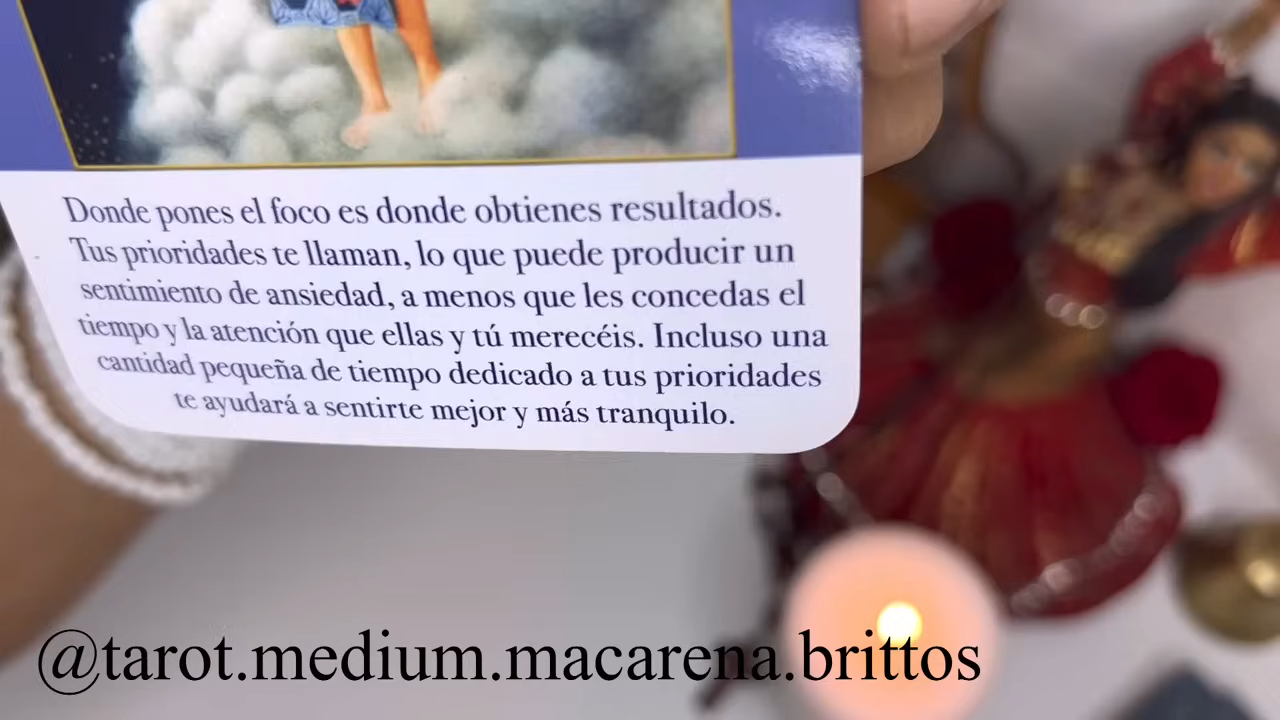 Donde pones el foco es donde obtienes resultados.
Tus prioridades te llaman, lo que puede producir un
sentimiento de ansiedad, a menos que les concedas el
tiempo y la atención que ellas y tú merecéis. Incluso una
cantidad pequeña de tiempo dedicado a tus prioridades
te ayudará a sentirte mejor y más tranquilo.
@tarot.medium.macarena.brittos